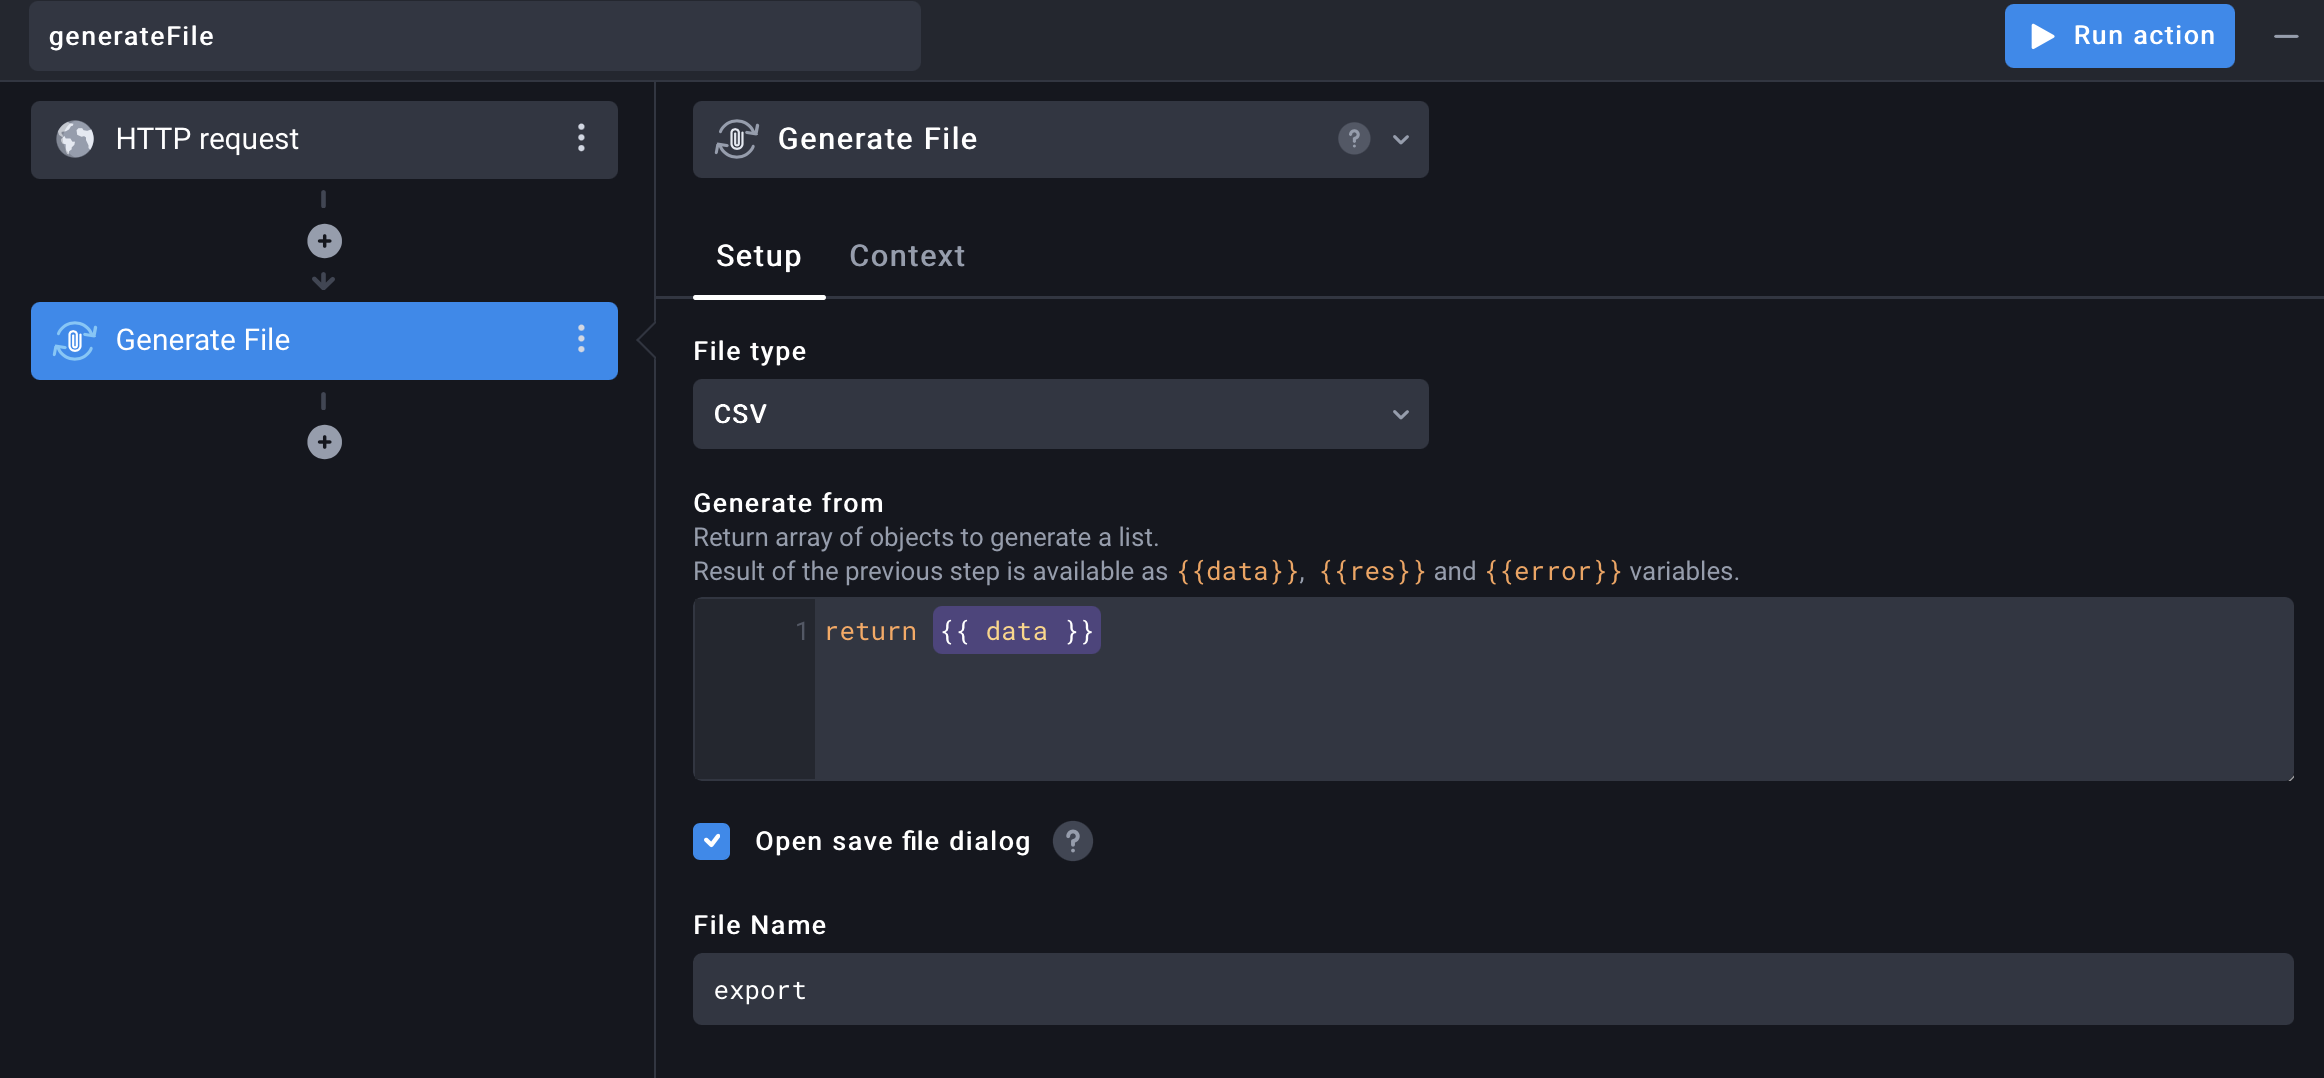 generateFile
Run action
HTTP request
Generate File
Generate File
?
Setup
Context
File type
CSV
Generate from
Return array of objects to generate a list.
Result of the previous step is available as {{data}}, {{res}} and {{error}} variables.
1 return {{ data }}
Open save file dialog ?
File Name
export